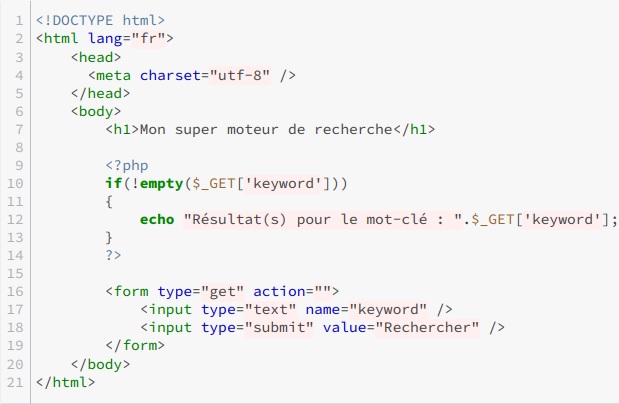 1 <!DOCTYPE html>
2 <html lang="fr">
3 <head>
4 <meta charset="utf-8" />
5 </head>
6 <body>
7 <h1>Mon super moteur de recherche</h1>
8
9 <?php
10 if(!empty($_GET['keyword']))
11 {
12 echo "Résultat(s) pour le mot-clé : ".$_GET['keyword'];
13 }
14 ?>
15
16 <form type="get" action="">
17 <input type="text" name="keyword" />
18 <input type="submit" value="Rechercher" />
19 </form>
20 </body>
21 </html>